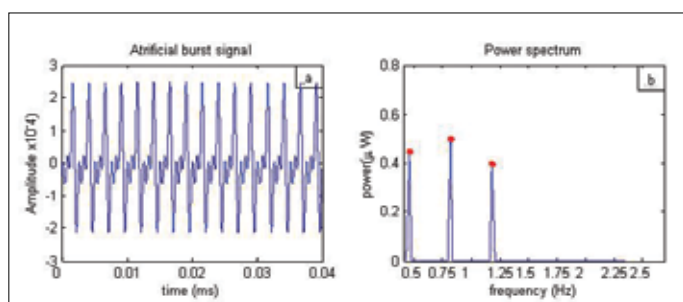 Atrificial burst signal
a
Amplitude x10^4
3
2
1
0
-1
-2
-3
0 0.01 0.02 0.03 0.04
time (ms)
Power spectrum
b
power(μ W)
0.8
0.6
0.4
0.2
0
0.5 0.75 1 1.25 1.5 1.75 2 2.25 2.5
frequency (Hz)